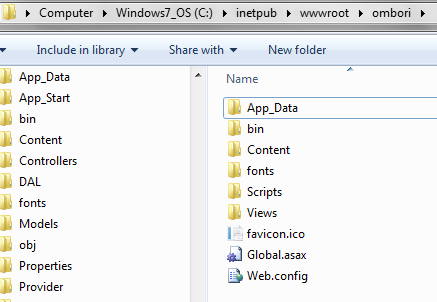 Computer Windows7_OS (C:) inetpub wwwroot ombori
Include in library Share with New folder
App_Data
App_Start
bin
Content
Controllers
DAL
fonts
Models
obj
Properties
Provider
Name
App_Data
bin
Content
fonts
Scripts
Views
favicon.ico
Global.asax
Web.config